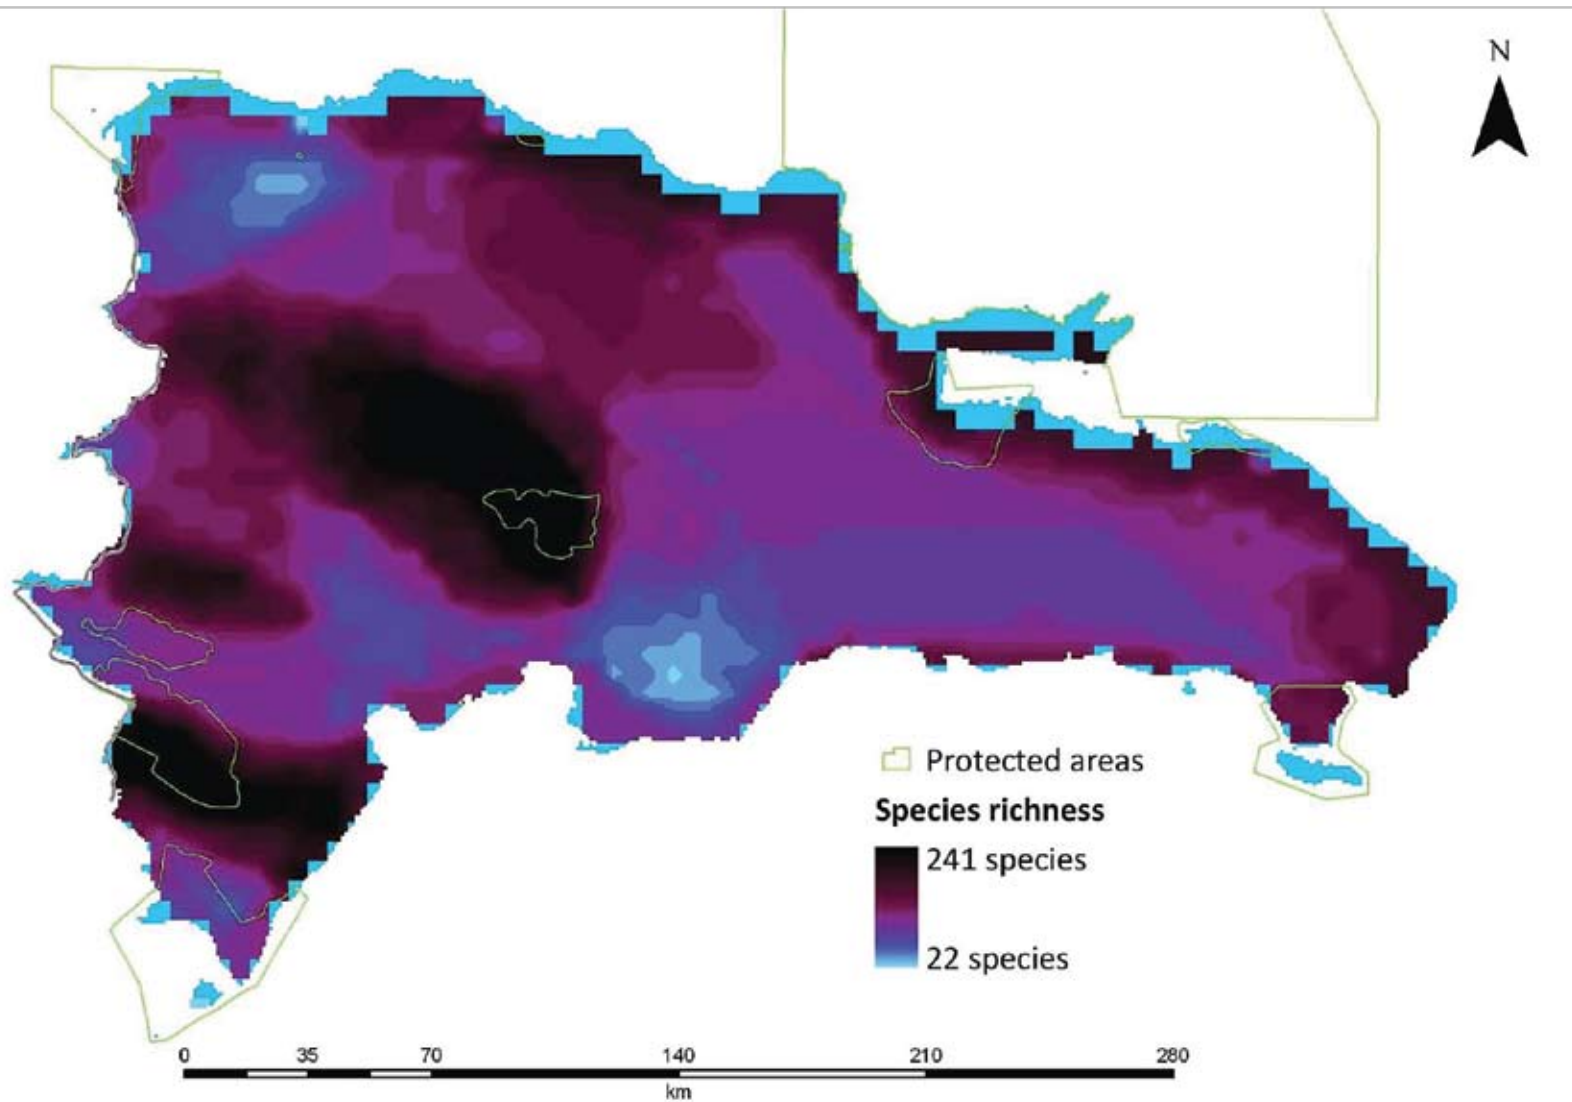 N
Protected areas
Species richness
241 species
22 species
0 35 70 140 210 280
km